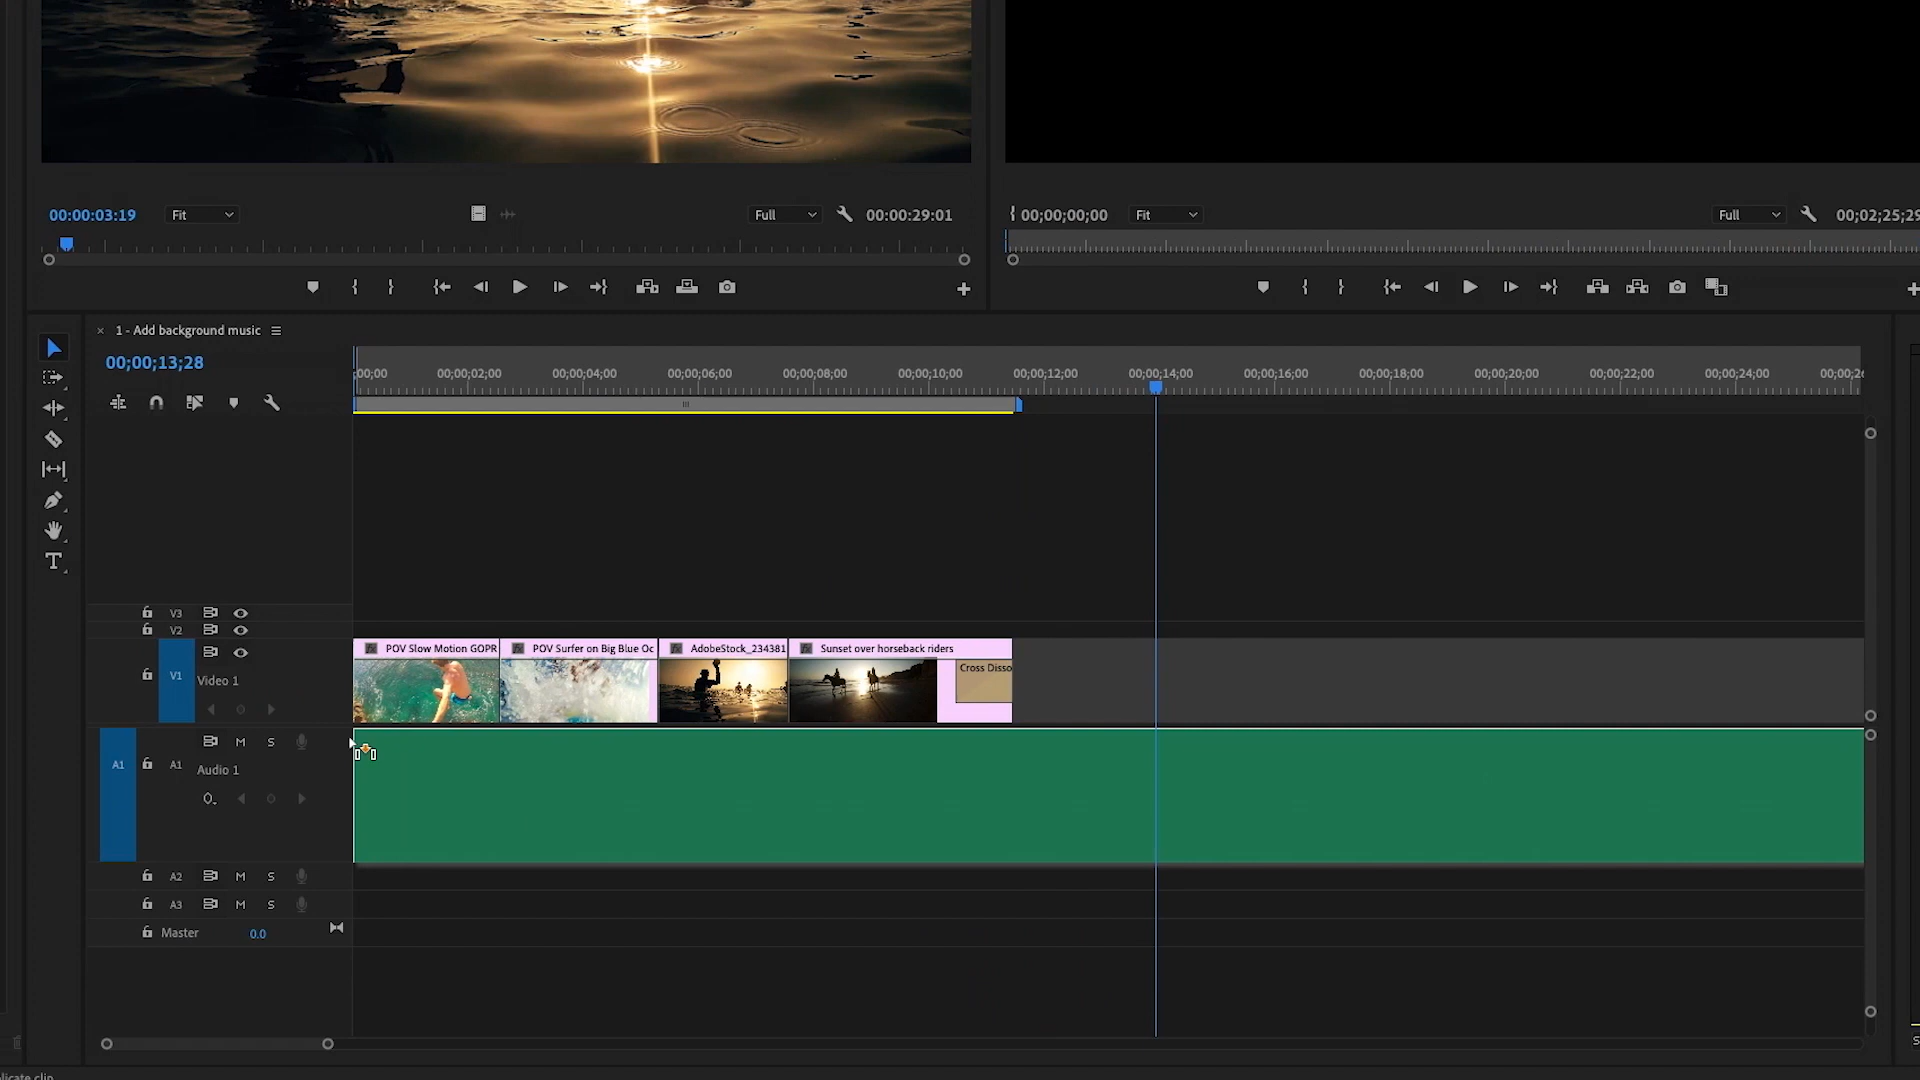 00:00:03:19 Fit Full 00:00:29:01
00;00;00;00 Fit Full 00;02;25;29
1 - Add background music
00;00;13;28
;00;00 00;00;02;00 00;00;04;00 00;00;06;00 00;00;08;00 00;00;10;00 00;00;12;00 00;00;14;00 00;00;16;00 00;00;18;00 00;00;20;00 00;00;22;00 00;00;24;00 00;00;26
V3
V2
POV Slow Motion GOPR POV Surfer on Big Blue Oc AdobeStock_234381 Sunset over horseback riders
Cross Disso
V1 Video 1
M S
A1 A1 Audio 1
A2 M S
A3 M S
Master 0.0
licate clip